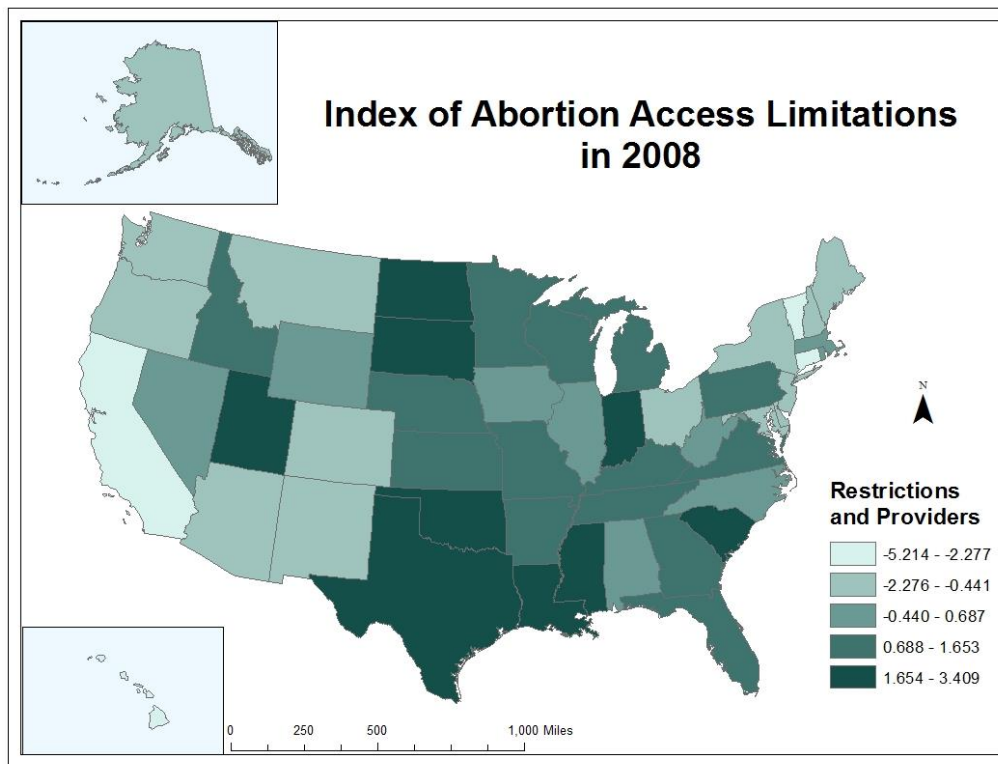 Index of Abortion Access Limitations
in 2008
N
Restrictions
and Providers
-5.214 - -2.277
-2.276 - -0.441
-0.440 - 0.687
0.688 - 1.653
1.654 - 3.409
0 250 500 1,000 Miles